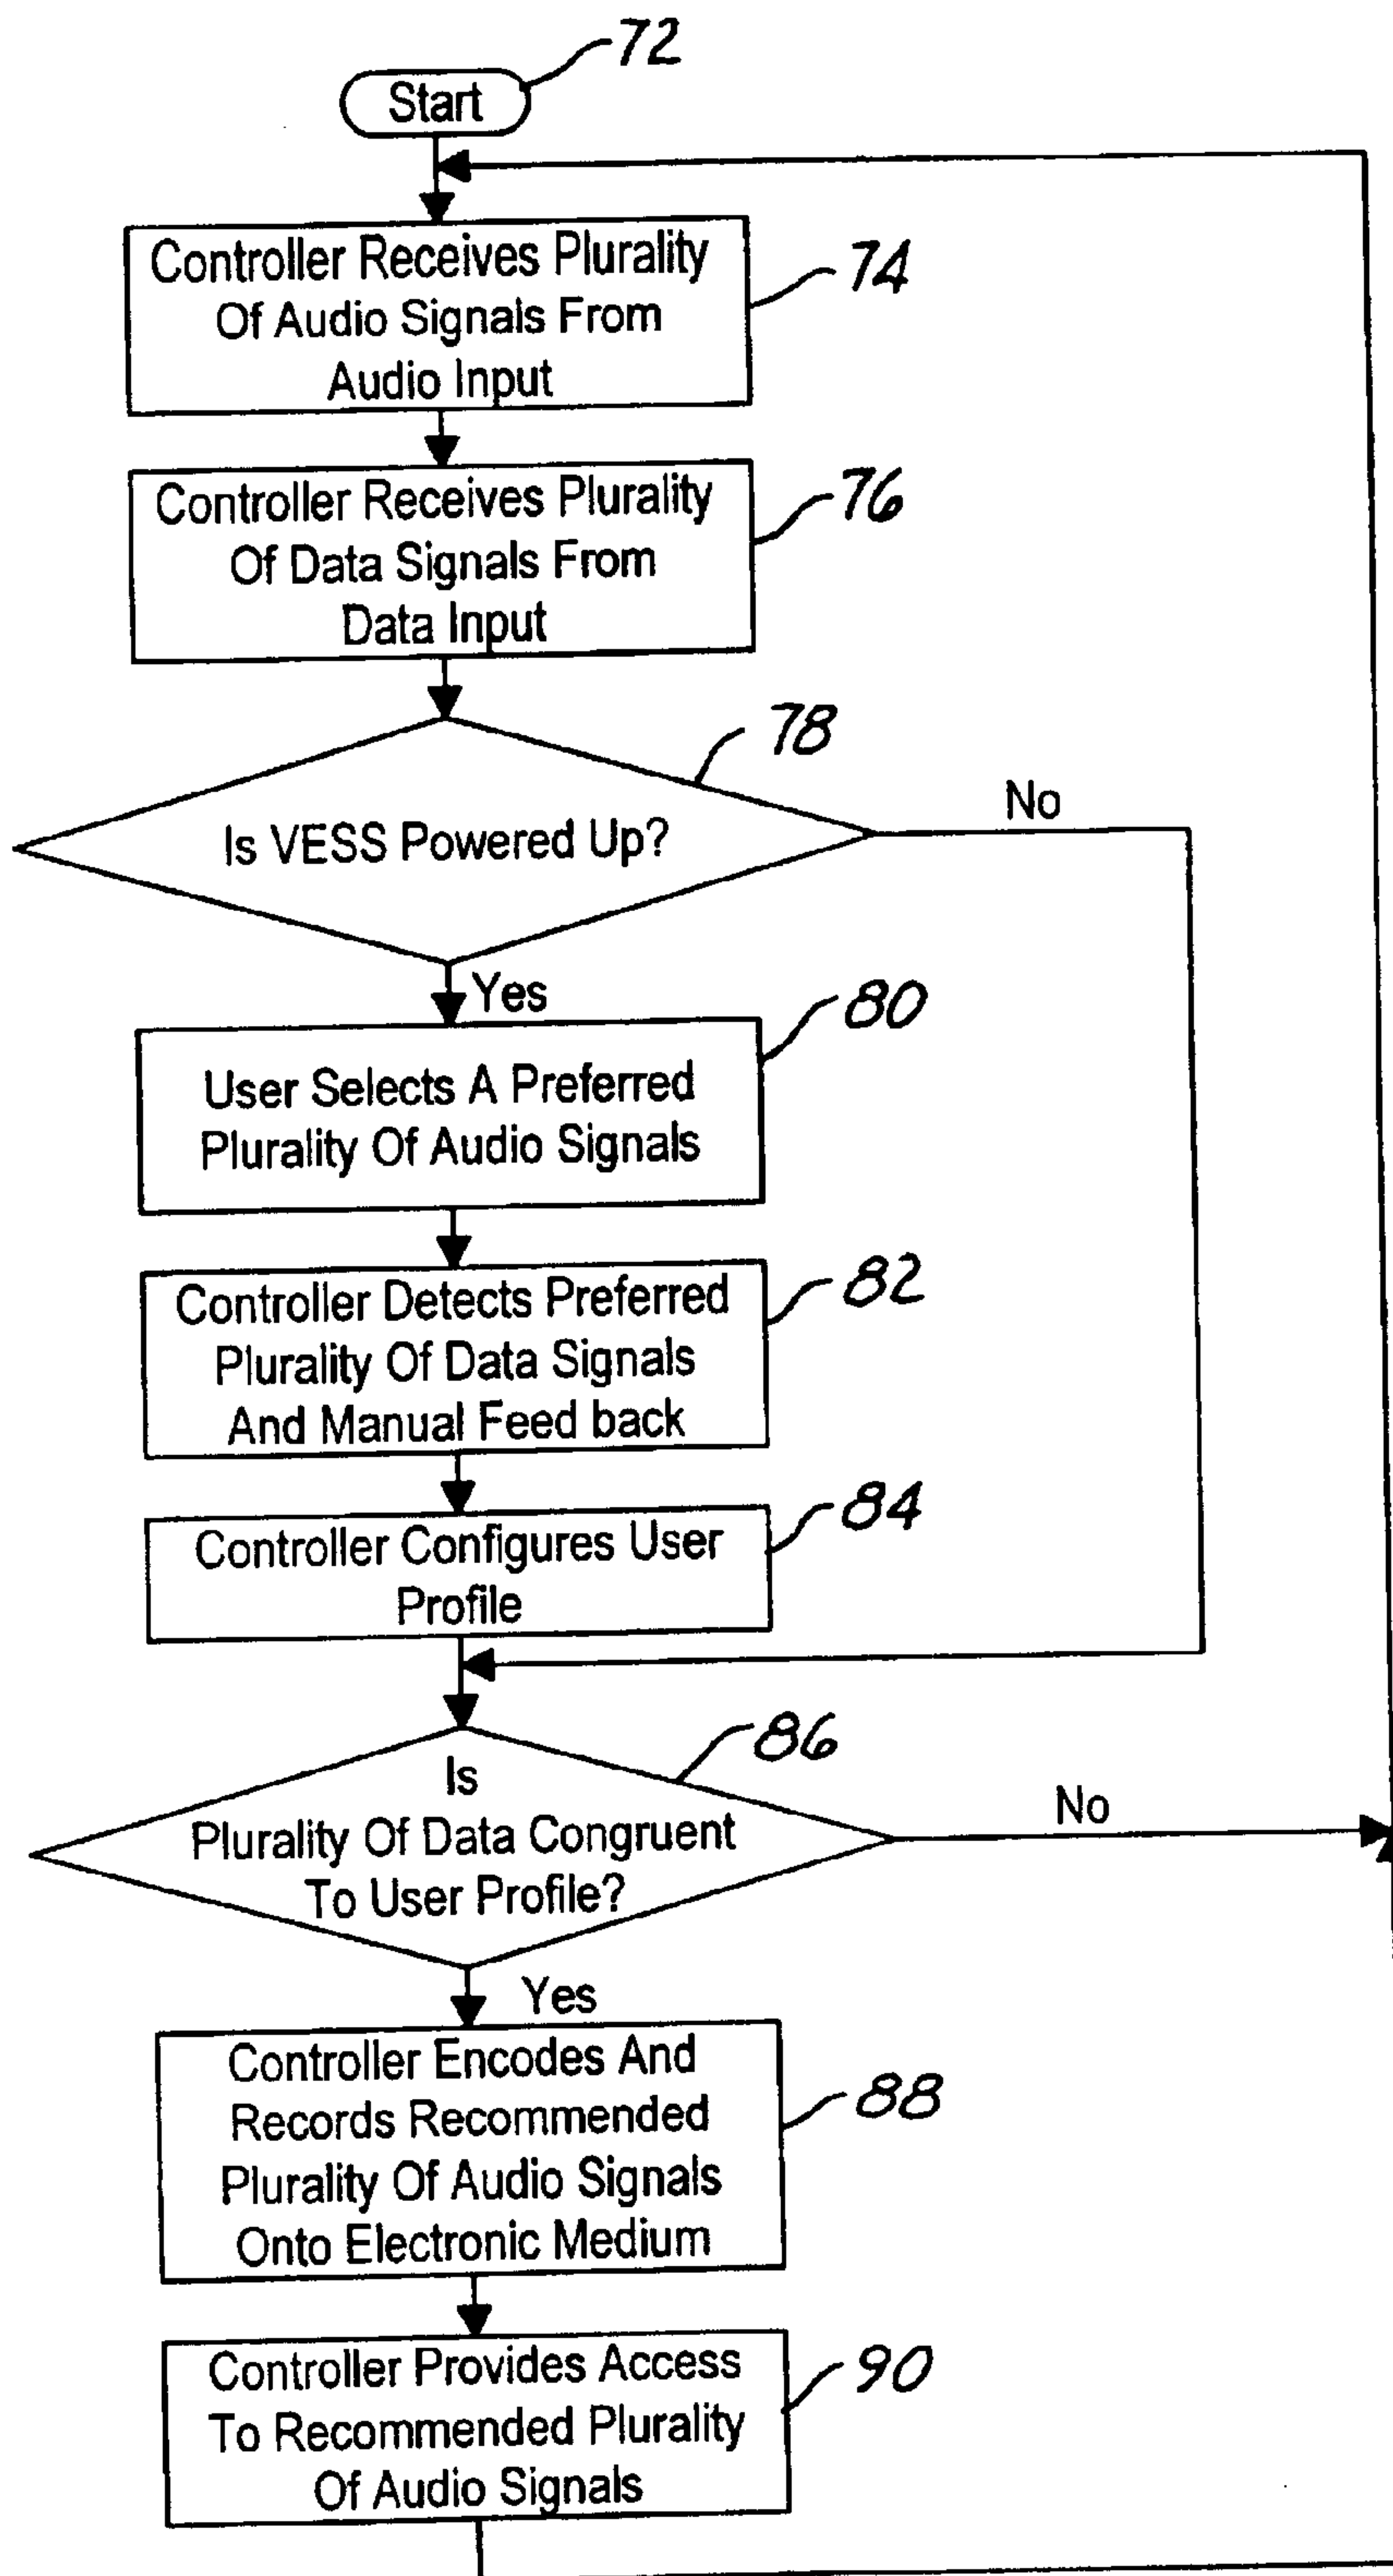 72
Start
Controller Receives Plurality
Of Audio Signals From
Audio Input
74
Controller Receives Plurality
Of Data Signals From
Data Input
76
78
Is VESS Powered Up?
No
Yes
80
User Selects A Preferred
Plurality Of Audio Signals
Controller Detects Preferred
Plurality Of Data Signals
And Manual Feed back
82
Controller Configures User
Profile
84
86
Is
Plurality Of Data Congruent
To User Profile?
No
Yes
Controller Encodes And
Records Recommended
Plurality Of Audio Signals
Onto Electronic Medium
88
Controller Provides Access
To Recommended Plurality
Of Audio Signals
90